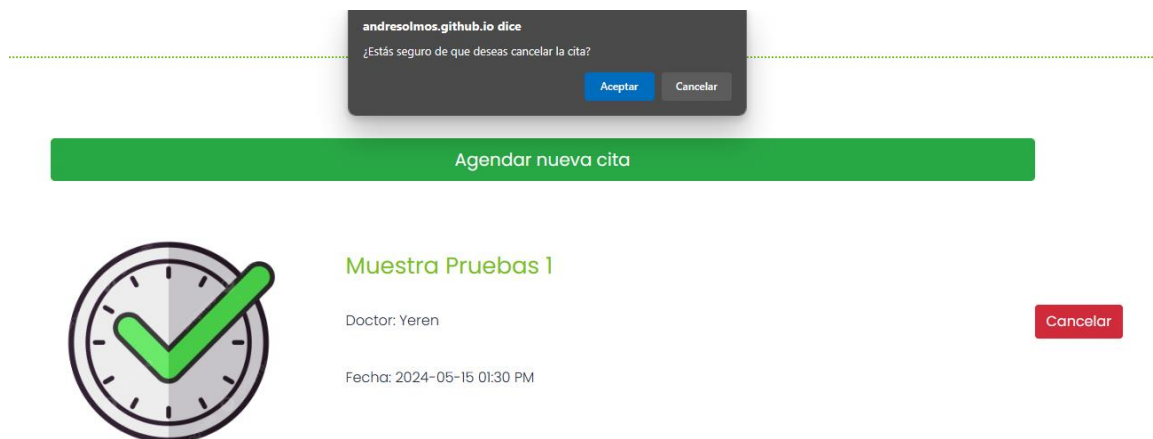 andresolmos.github.io dice
¿Estás seguro de que deseas cancelar la cita?
Aceptar Cancelar
Agendar nueva cita
Muestra Pruebas 1
Doctor: Yeren
Cancelar
Fecha: 2024-05-15 01:30 PM